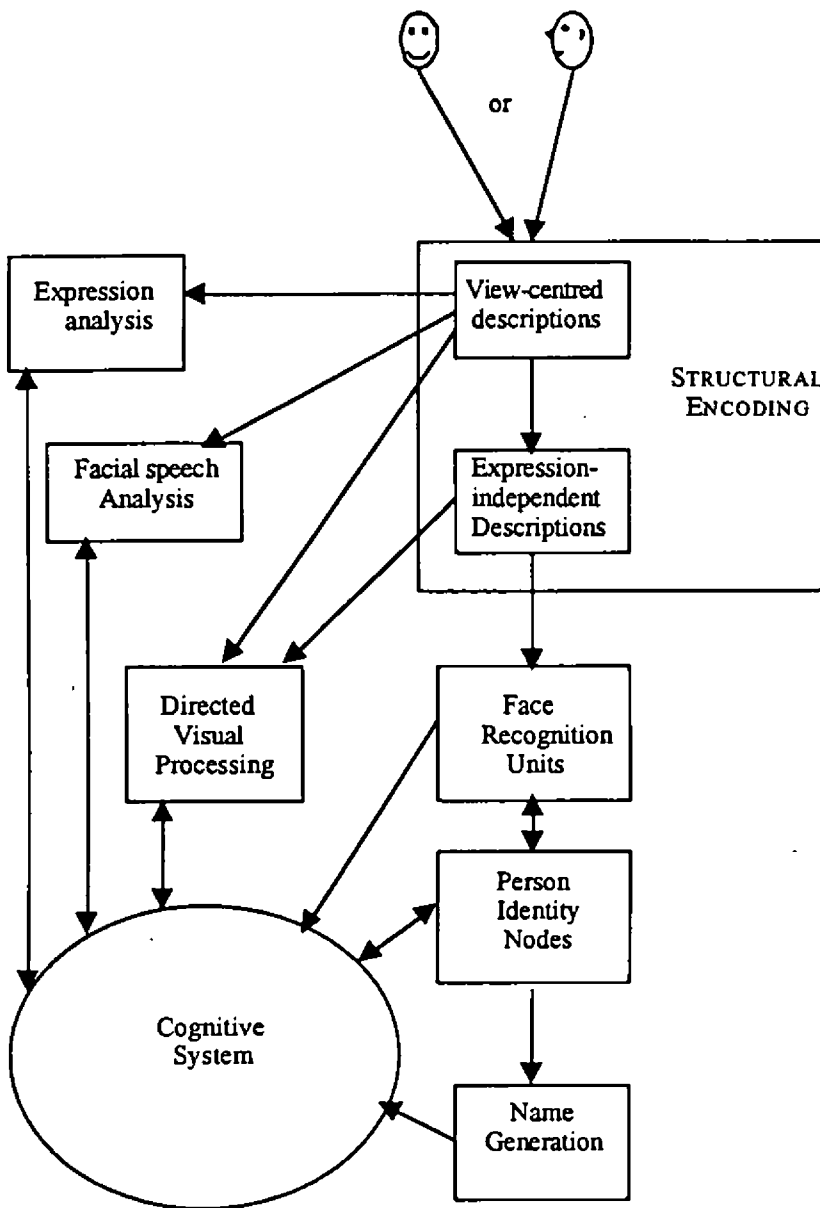 or
Expression
analysis
View-centred
descriptions
STRUCTURAL
ENCODING
Facial speech
Analysis
Expression-
independent
Descriptions
Directed
Visual
Processing
Face
Recognition
Units
Person
Identity
Nodes
Cognitive
System
Name
Generation